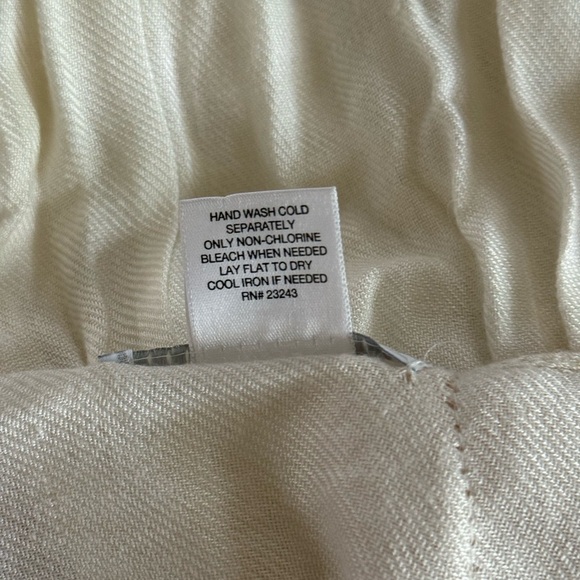 HAND WASH COLD
SEPARATELY
ONLY NON-CHLORINE
BLEACH WHEN NEEDED
LAY FLAT TO DRY
COOL IRON IF NEEDED
RN# 23243